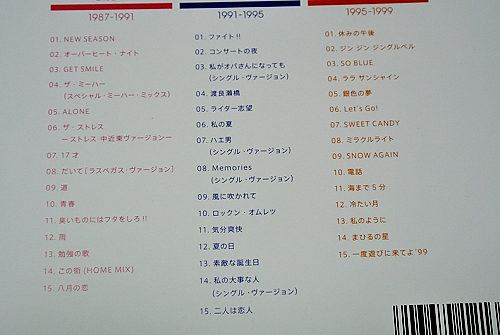 1987-1991
01. NEW SEASON
02. オーバーヒート・ナイト
03. GET SMILE
04. ザ・ミーハー
(スペシャル・ミーハー・ミックス)
05. ALONE
06. ザ・ストレス
ーストレス 中近東ヴァージョンー
07. 17才
08. だいて[ラスベガス・ヴァージョン]
09. 道
10. 青春
11. 臭いものにはフタをしろ!!
12. 雨
13. 勉強の歌
14. この街 (HOME MIX)
15. 八月の恋
1991-1995
01. ファイト!!
02. コンサートの夜
03. 私がオバさんになっても
(シングル・ヴァージョン)
04. 渡良瀬橋
05. ライター志望
06. 私の夏
07. ハエ男
(シングル・ヴァージョン)
08. Memories
(シングル・ヴァージョン)
09. 風に吹かれて
10. ロックン・オムレツ
11. 気分爽快
12. 夏の日
13. 素敵な誕生日
14. 私の大事な人
(シングル・ヴァージョン)
15. 二人は恋人
1995-1999
01. 休みの午後
02. ジン ジン ジングルベル
03. SO BLUE
04. ララ サンシャイン
05. 銀色の夢
06. Let's Go!
07. SWEET CANDY
08. ミラクルライト
09. SNOW AGAIN
10. 電話
11. 海まで5分
12. 冷たい月
13. 私のように
14. まひるの星
15. 一度遊びに来てよ'99